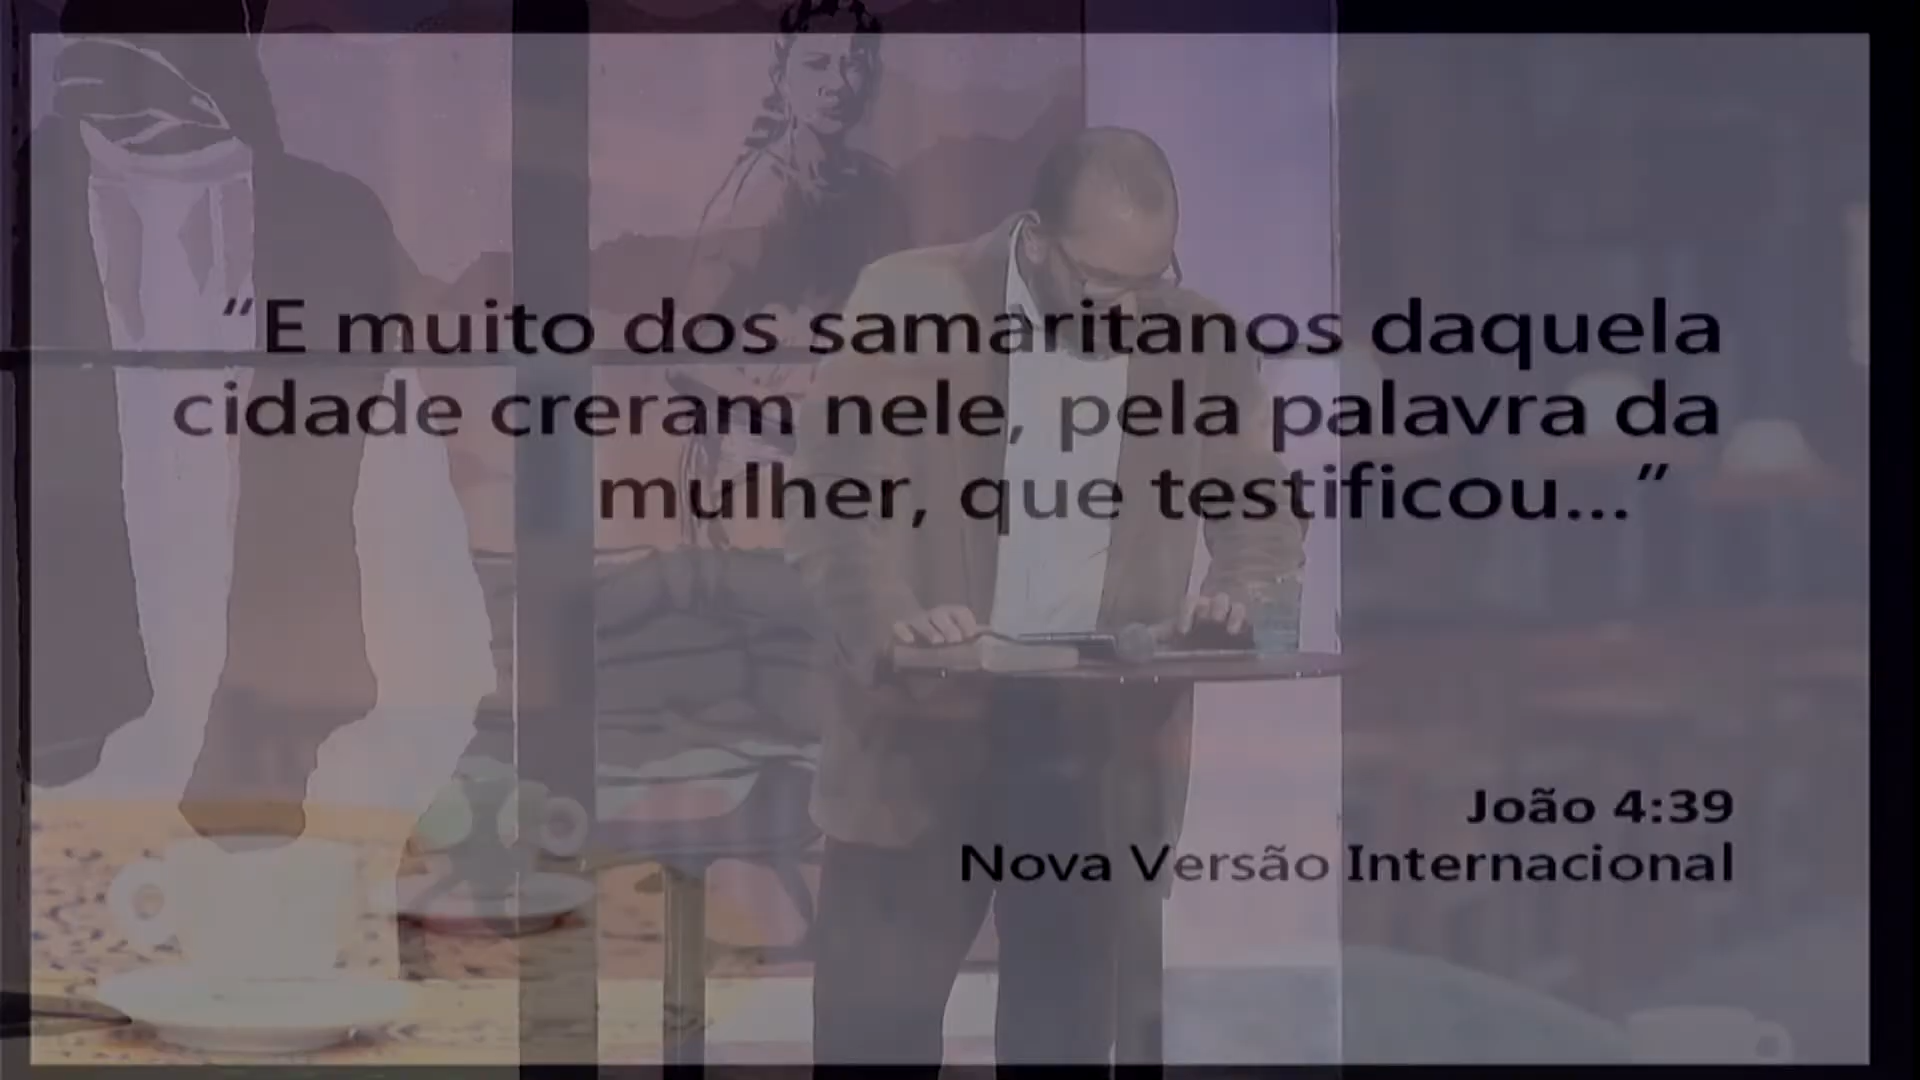 “E muito dos samaritanos daquela
cidade creram nele, pela palavra da
mulher, que testificou...”
João 4:39
Nova Versão Internacional